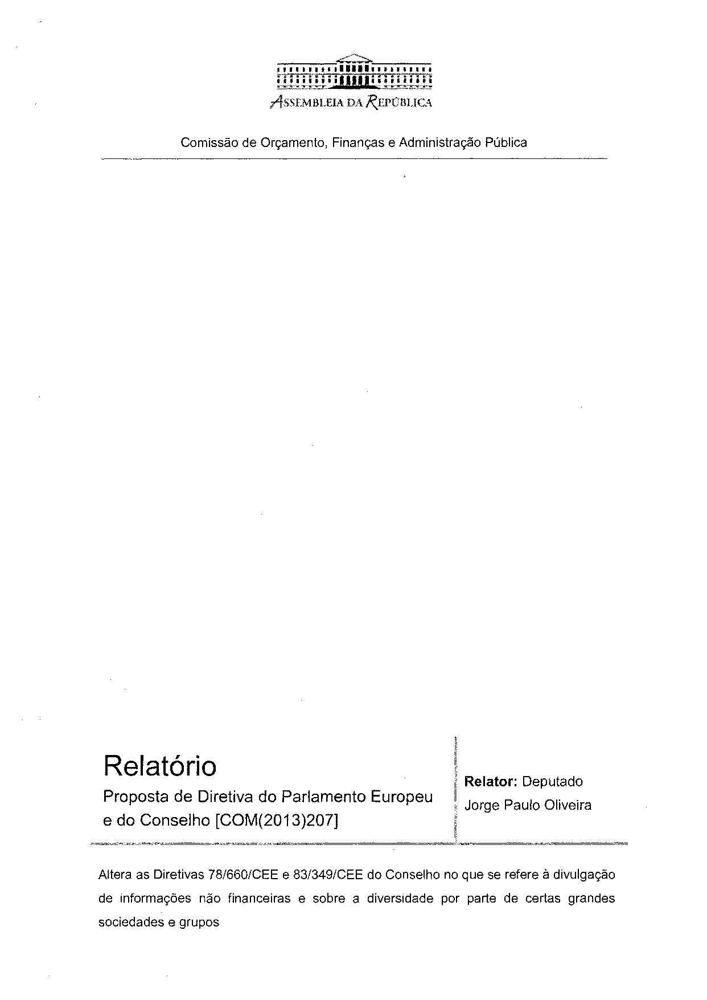 ASSEMBLEIA DA REPÚBLICA
Comissão de Orçamento, Finanças e Administração Pública
Relatório
Proposta de Diretiva do Parlamento Europeu
e do Conselho [COM(2013)207]
Relator: Deputado
Jorge Paulo Oliveira
Altera as Diretivas 78/660/CEE e 83/349/CEE do Conselho no que se refere à divulgação
de informações não financeiras e sobre a diversidade por parte de certas grandes
sociedades e grupos